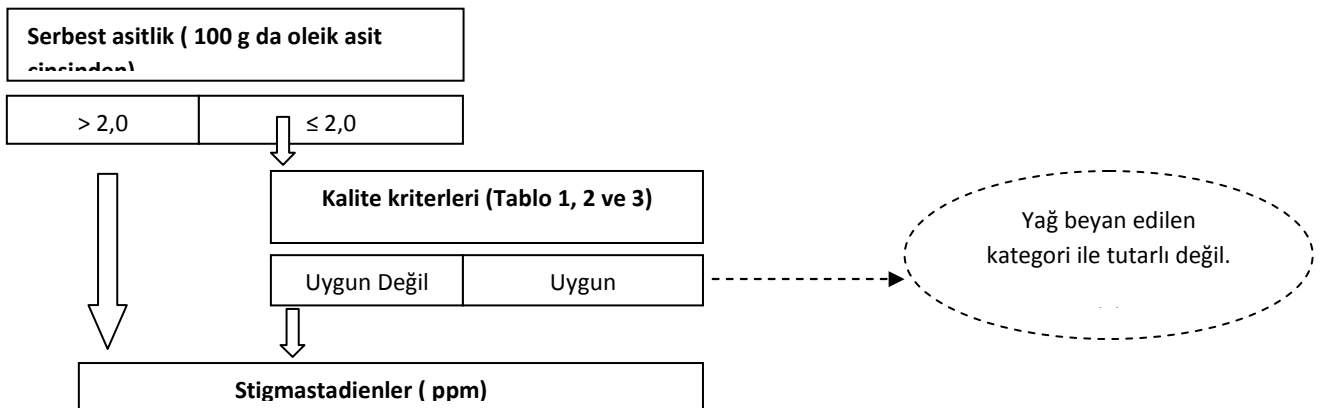 Serbest asitlik ( 100 g da oleik asit
cinsinden)
> 2,0
≤ 2,0
Kalite kriterleri (Tablo 1, 2 ve 3)
Yağ beyan edilen
kategori ile tutarlı değil.
Uygun Değil
Uygun
Stigmastadienler ( ppm)